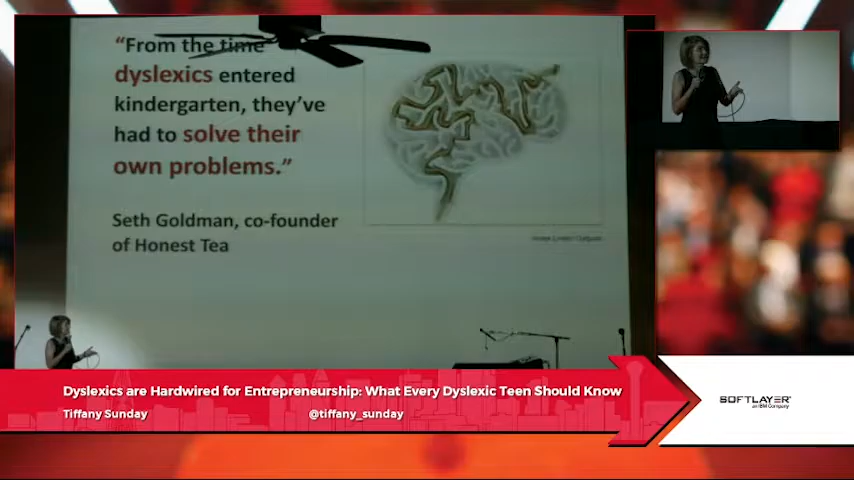 “From the time
dyslexics entered
kindergarten, they’ve
had to solve their
own problems.”
Seth Goldman, co-founder
of Honest Tea
Dyslexics are Hardwired for Entrepreneurship: What Every Dyslexic Teen Should Know
Tiffany Sunday
@tiffany_sunday
SOFTLAYER®
an IBM Company